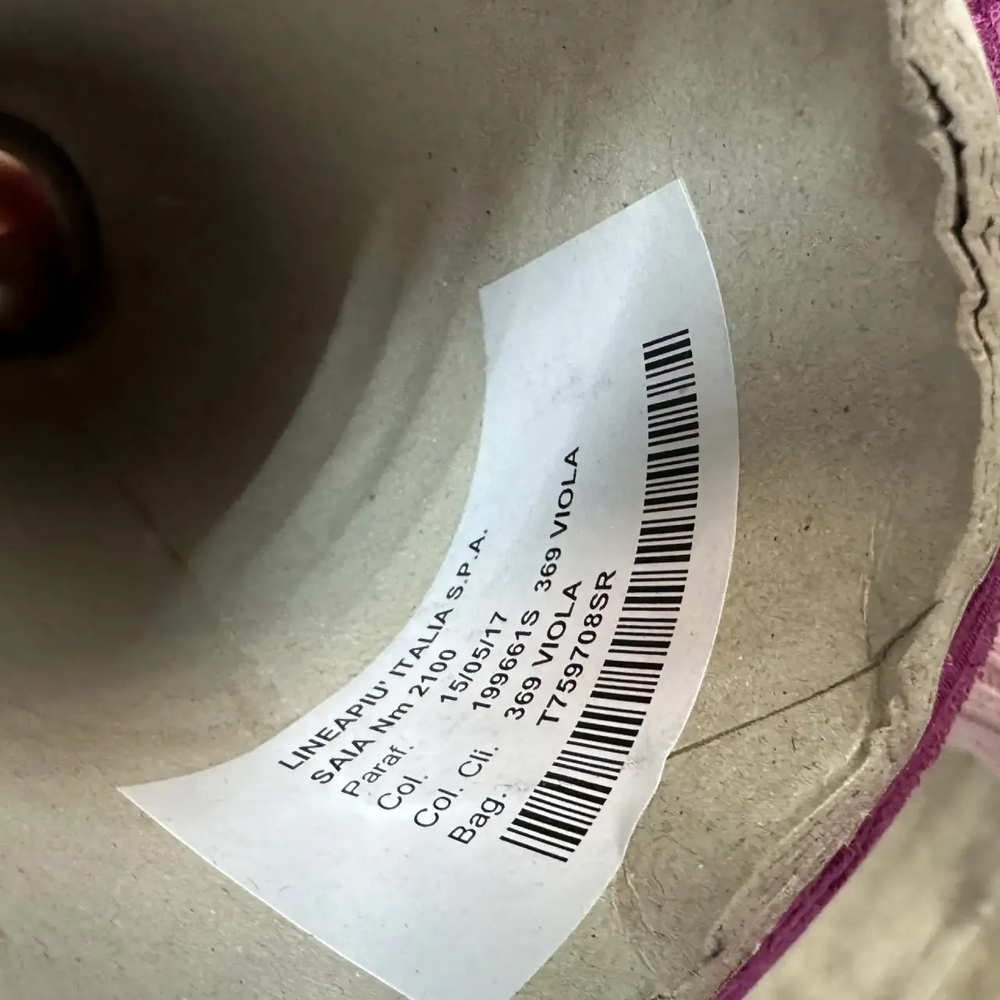 LINEAPIU' ITALIA S.P.A.
SAIA Nm 2100
Paraf. 15/05/17
Col. 199661S 369 VIOLA
Col. Cli. 369 VIOLA
Bag. T759708SR